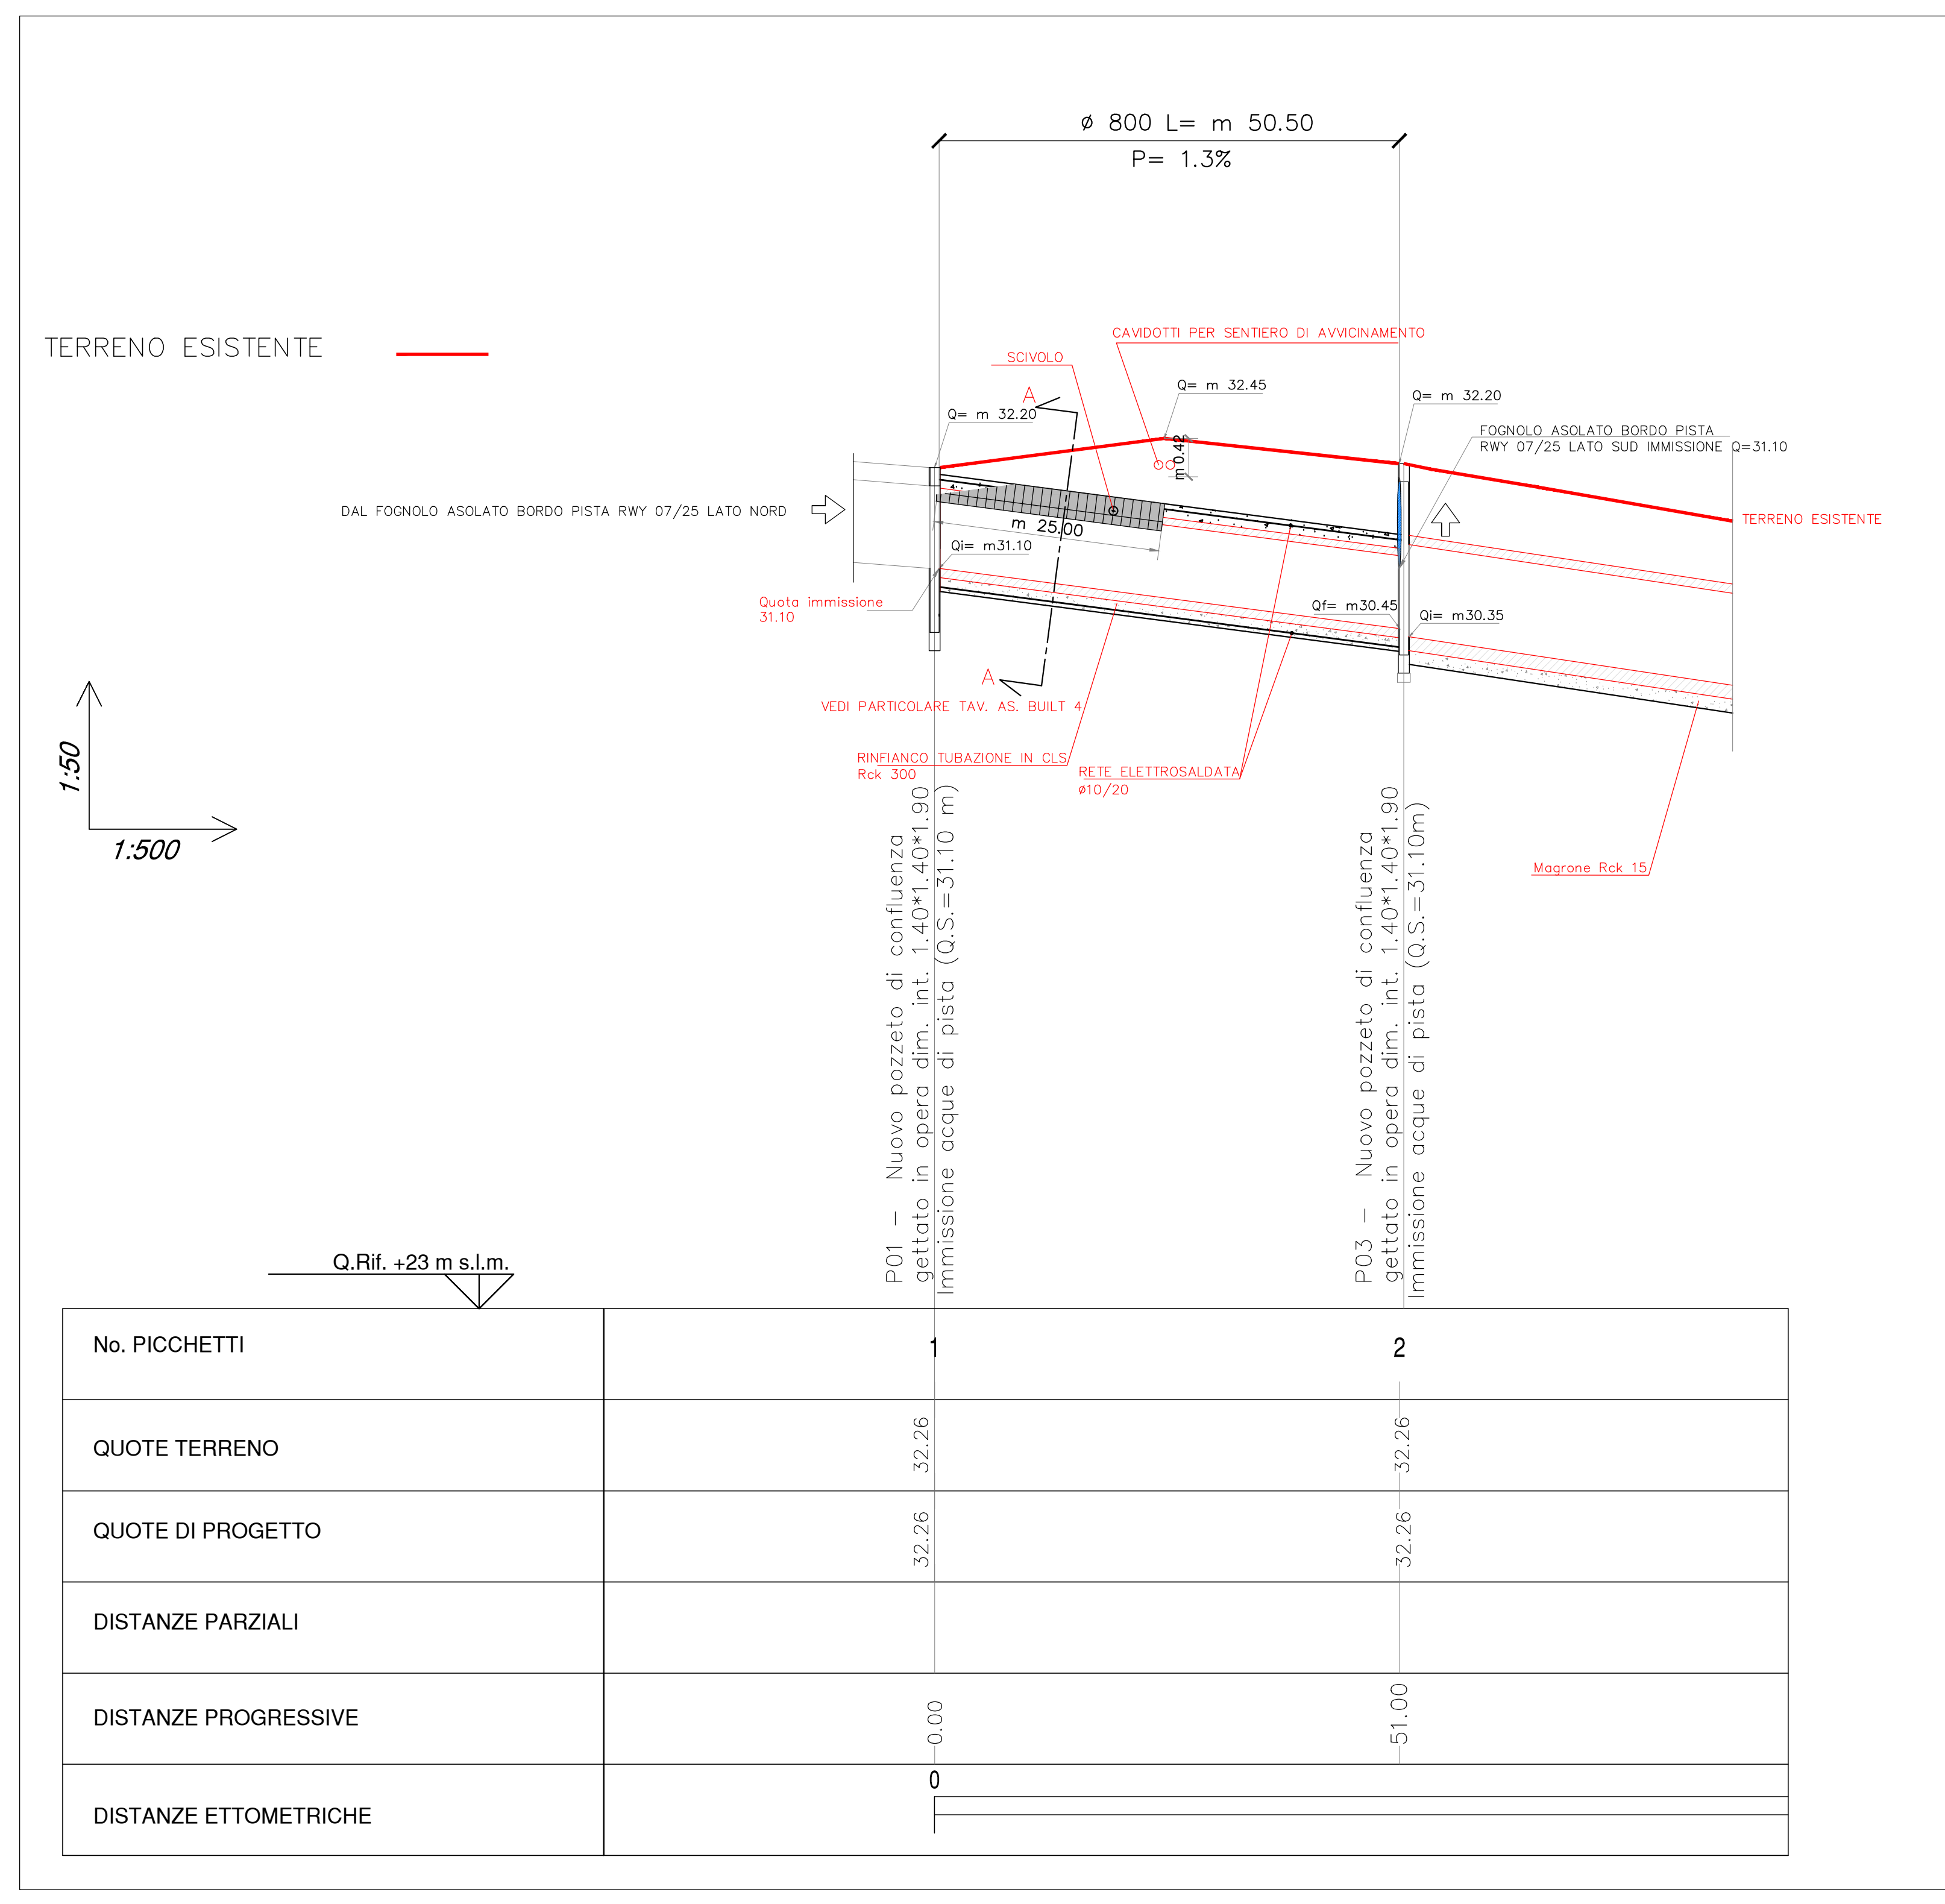 ø 800 L= m 50.50
P= 1.3%
TERRENO ESISTENTE
CAVIDOTTI PER SENTIERO DI AVVICINAMENTO
SCIVOLO
A
Q= m 32.45
Q= m 32.20
Q= m 32.20
m 0.42
FOGNOLO ASOLATO BORDO PISTA
RWY 07/25 LATO SUD IMMISSIONE Q=31.10
DAL FOGNOLO ASOLATO BORDO PISTA RWY 07/25 LATO NORD
TERRENO ESISTENTE
m 25.00
Qi= m31.10
Quota immissione
31.10
Qf= m30.45
Qi= m30.35
A
VEDI PARTICOLARE TAV. AS. BUILT 4
RINFIANCO TUBAZIONE IN CLS
Rck 300
RETE ELETTROSALDATA
ø10/20
Magrone Rck 15
1:50
1:500
P01 – Nuovo pozzeto di confluenza
gettato in opera dim. int. 1.40*1.40*1.90
Immissione acque di pista (Q.S.=31.10 m)
P03 – Nuovo pozzeto di confluenza
gettato in opera dim. int. 1.40*1.40*1.90
Immissione acque di pista (Q.S.=31.10m)
Q.Rif. +23 m s.l.m.
No. PICCHETTI 1 2
QUOTE TERRENO 32.26 32.26
QUOTE DI PROGETTO 32.26 32.26
DISTANZE PARZIALI
DISTANZE PROGRESSIVE 0.00 51.00
DISTANZE ETTOMETRICHE 0